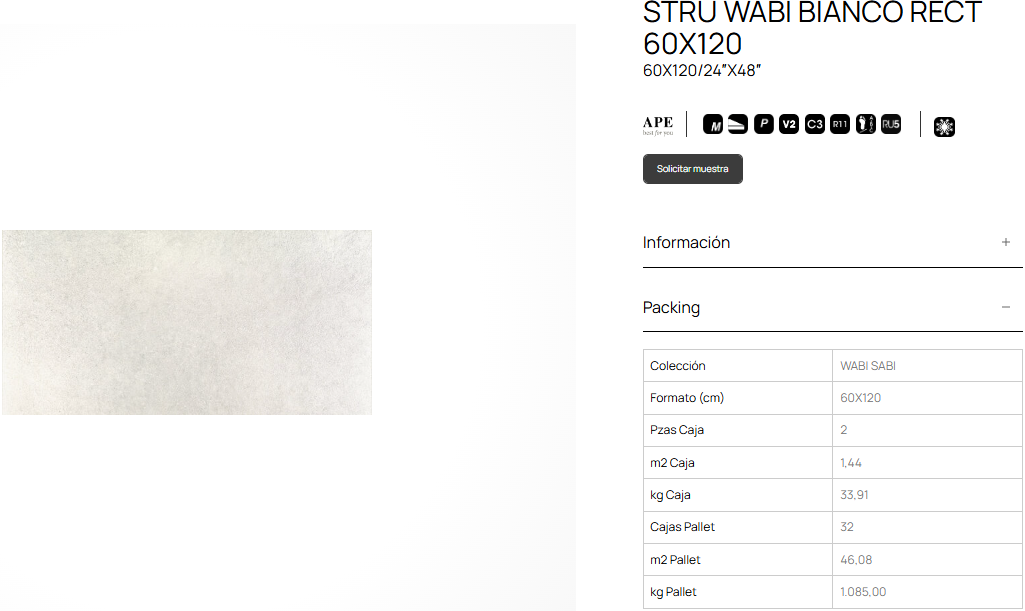 STRU WABI BIANCO RECT
60X120
60X120/24″X48″
APE
best for you
M
P
V2
C3
R11
RU5
Solicitar muestra
Información +
Packing −
Colección WABI SABI
Formato (cm) 60X120
Pzas Caja 2
m2 Caja 1,44
kg Caja 33,91
Cajas Pallet 32
m2 Pallet 46,08
kg Pallet 1.085,00